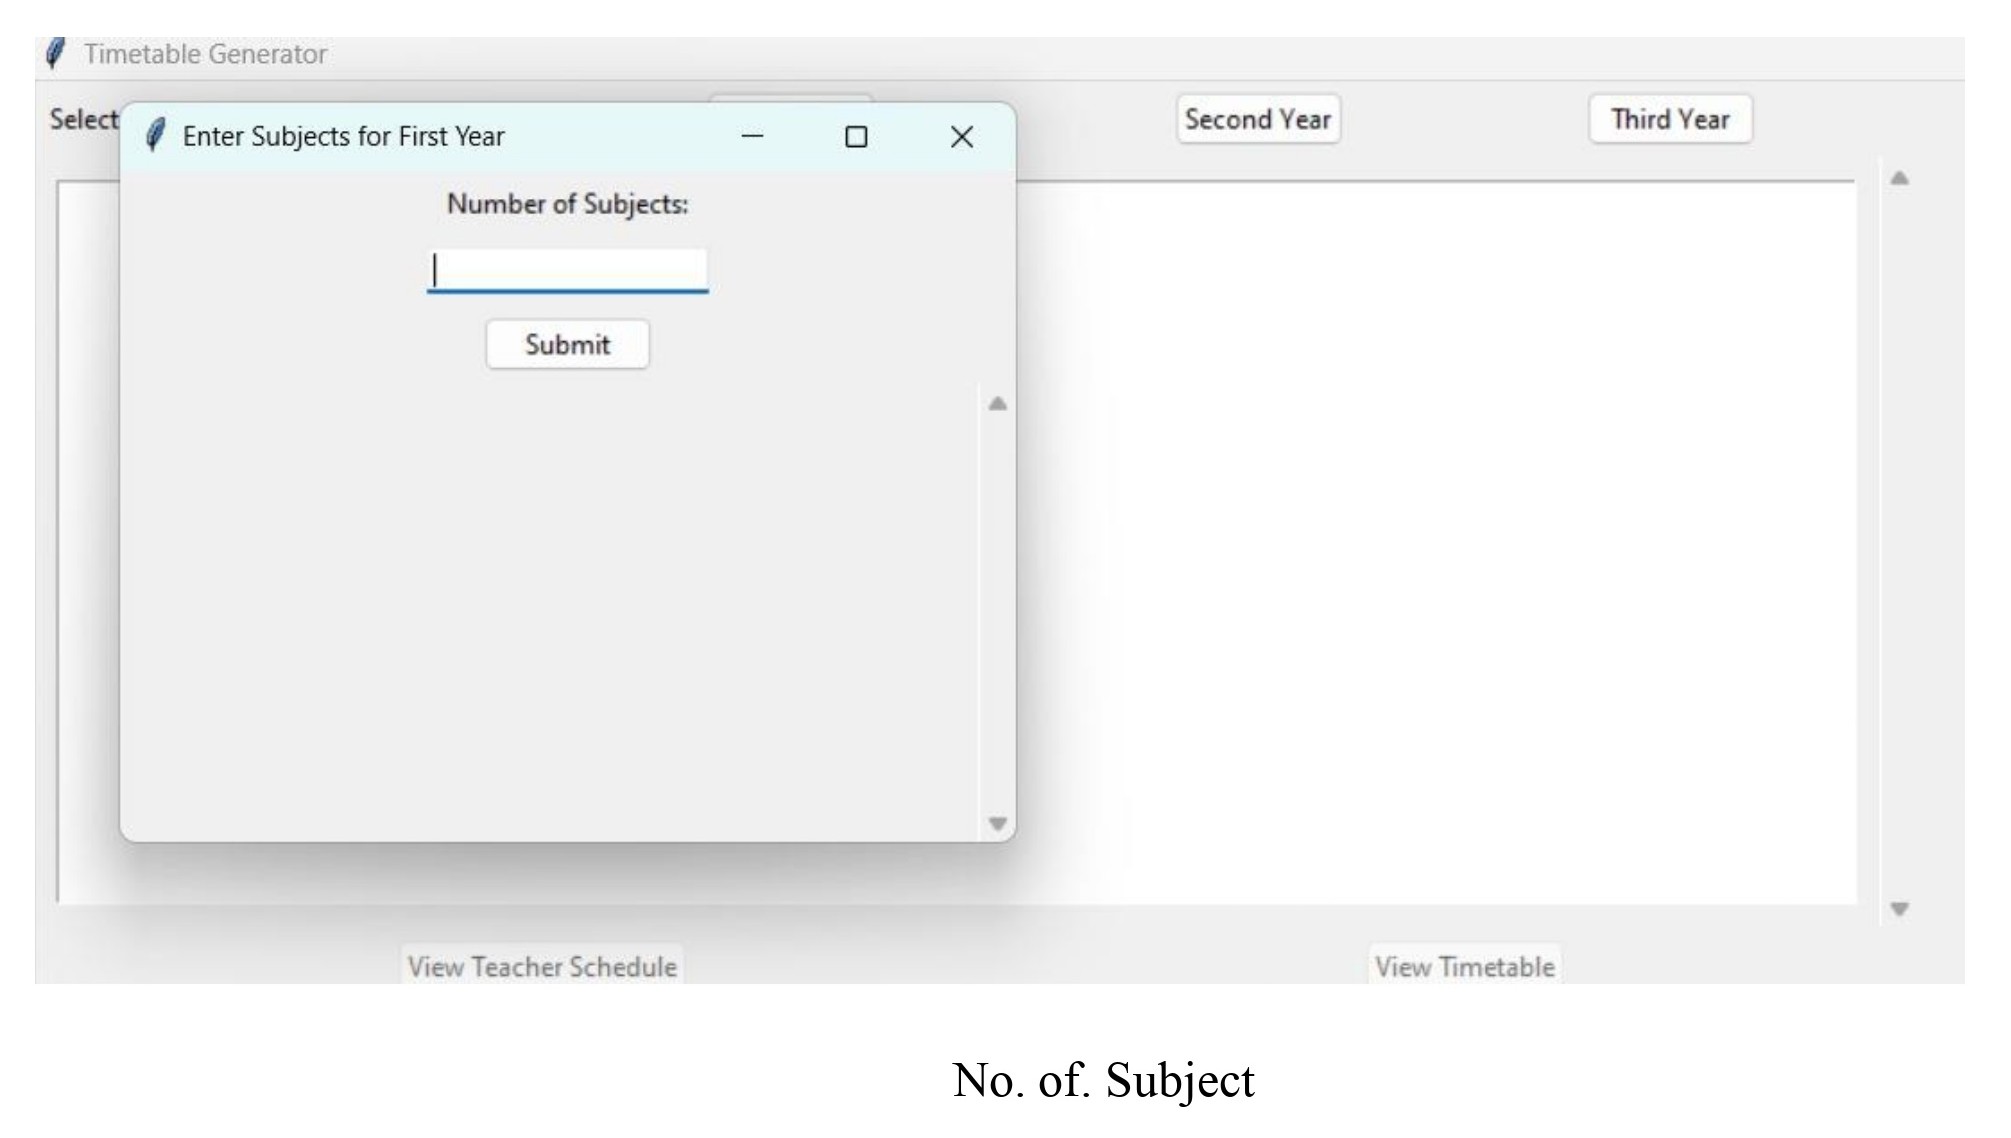 Timetable Generator
Select
Second Year
Third Year
Enter Subjects for First Year
Number of Subjects:
Submit
View Teacher Schedule
View Timetable
No. of. Subject